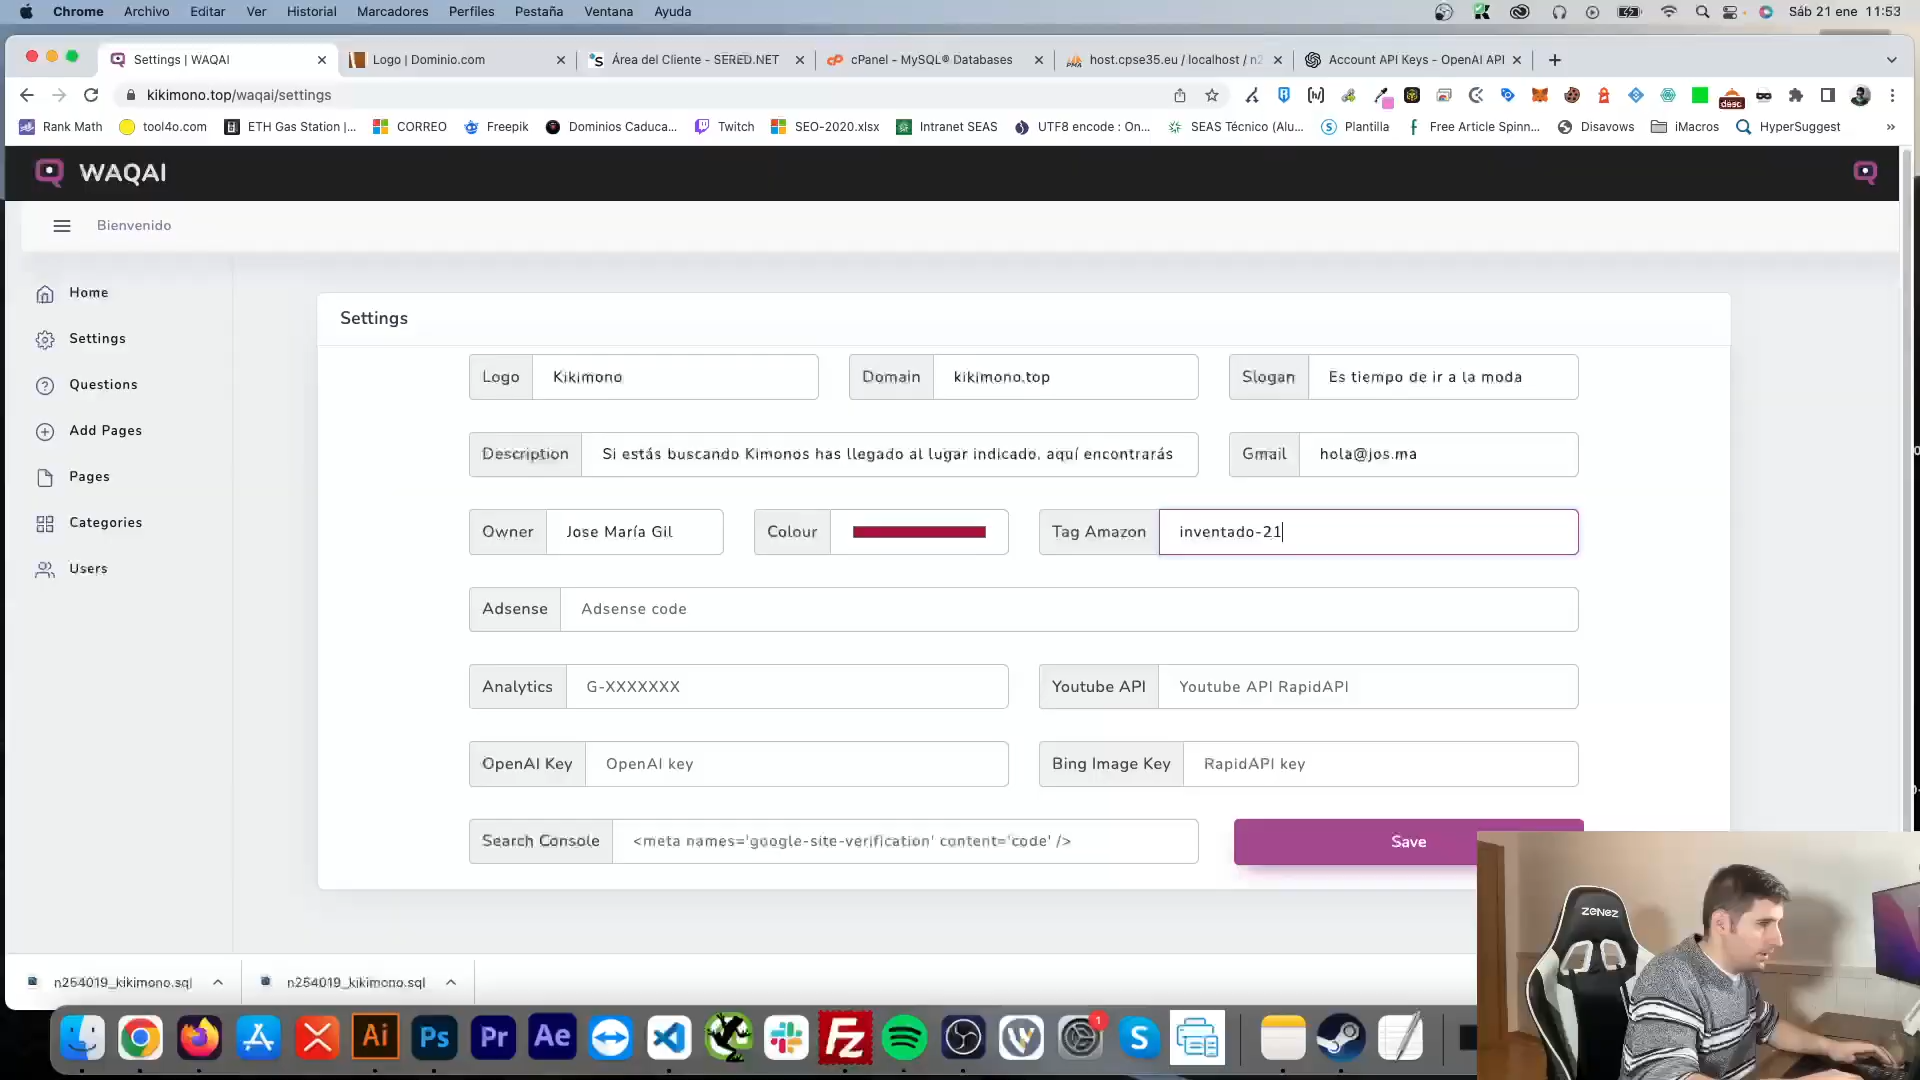 Chrome Archivo Editar Ver Historial Marcadores Perfiles Pestaña Ventana Ayuda Sáb 21 ene 11:53
Settings | WAQAI Logo | Dominio.com Área del Cliente - SERED.NET cPanel - MySQL® Databases host.cpse35.eu / localhost / n2 Account API Keys - OpenAI API
kikimono.top/waqai/settings
Rank Math tool4o.com ETH Gas Station |... CORREO Freepik Dominios Caduca... Twitch SEO-2020.xlsx Intranet SEAS UTF8 encode : On... SEAS Técnico (Alu... Plantilla Free Article Spinn... Disavows iMacros HyperSuggest »
WAQAI
Bienvenido
Home
Settings
Questions
Add Pages
Pages
Categories
Users
Settings
Logo Kikimono Domain kikimono.top Slogan Es tiempo de ir a la moda
Description Si estás buscando Kimonos has llegado al lugar indicado, aquí encontrarás Gmail hola@jos.ma
Owner Jose María Gil Colour Tag Amazon inventado-21
Adsense Adsense code
Analytics G-XXXXXXX Youtube API Youtube API RapidAPI
OpenAI Key OpenAI key Bing Image Key RapidAPI key
Search Console <meta names='google-site-verification' content='code' /> Save
n254019_kikimono.sql n254019_kikimono.sql
Ai Ps Pr Ae Fz 1
ZENEZ